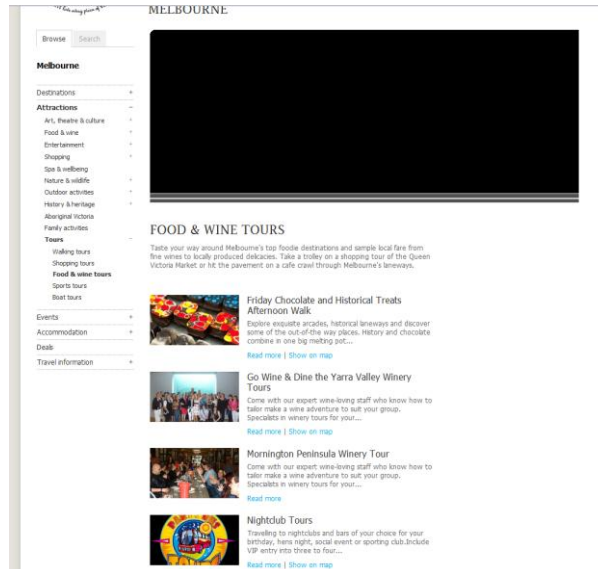 MELBOURNE
Browse
Search
Melbourne
Destinations +
Attractions –
Art, theatre & culture +
Food & wine +
Entertainment +
Shopping +
Spa & wellbeing
Nature & wildlife +
Outdoor activities +
History & heritage +
Aboriginal Victoria
Family activities
Tours –
Walking tours
Shopping tours
Food & wine tours
Sports tours
Boat tours
Events +
Accommodation +
Deals
Travel information +
FOOD & WINE TOURS
Taste your way around Melbourne's top foodie destinations and sample local fare from
fine wines to locally produced delicacies. Take a trolley on a shopping tour of the Queen
Victoria Market or hit the pavement on a cafe crawl through Melbourne's laneways.
Friday Chocolate and Historical Treats
Afternoon Walk
Explore exquisite arcades, historical laneways and discover
some of the out-of-the way places. History and chocolate
combine in one big melting pot...
Read more | Show on map
Go Wine & Dine the Yarra Valley Winery
Tours
Come with our expert wine-loving staff who know how to
tailor make a wine adventure to suit your group.
Specialists in winery tours for your...
Read more | Show on map
Mornington Peninsula Winery Tour
Come with our expert wine-loving staff who know how to
tailor make a wine adventure to suit your group.
Specialists in winery tours for your...
Read more
Nightclub Tours
Traveling to nightclubs and bars of your choice for your
birthday, hens night, social event or sporting club.Include
VIP entry into three to four...
Read more | Show on map